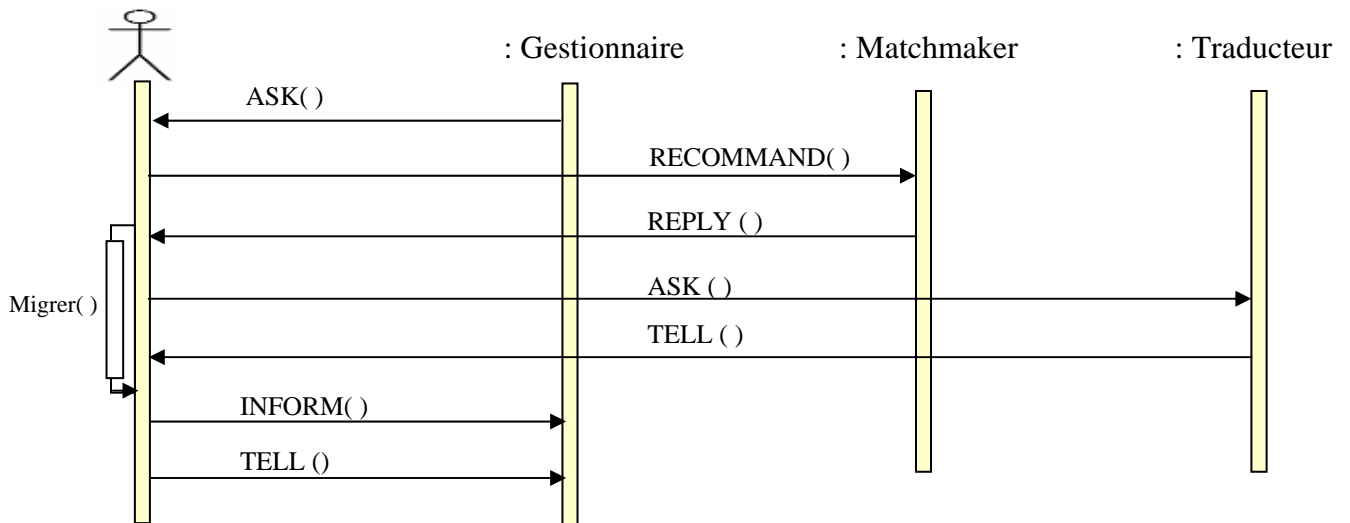 : Gestionnaire
: Matchmaker
: Traducteur
ASK( )
RECOMMAND( )
REPLY ( )
ASK ( )
Migrer( )
TELL ( )
INFORM( )
TELL ()